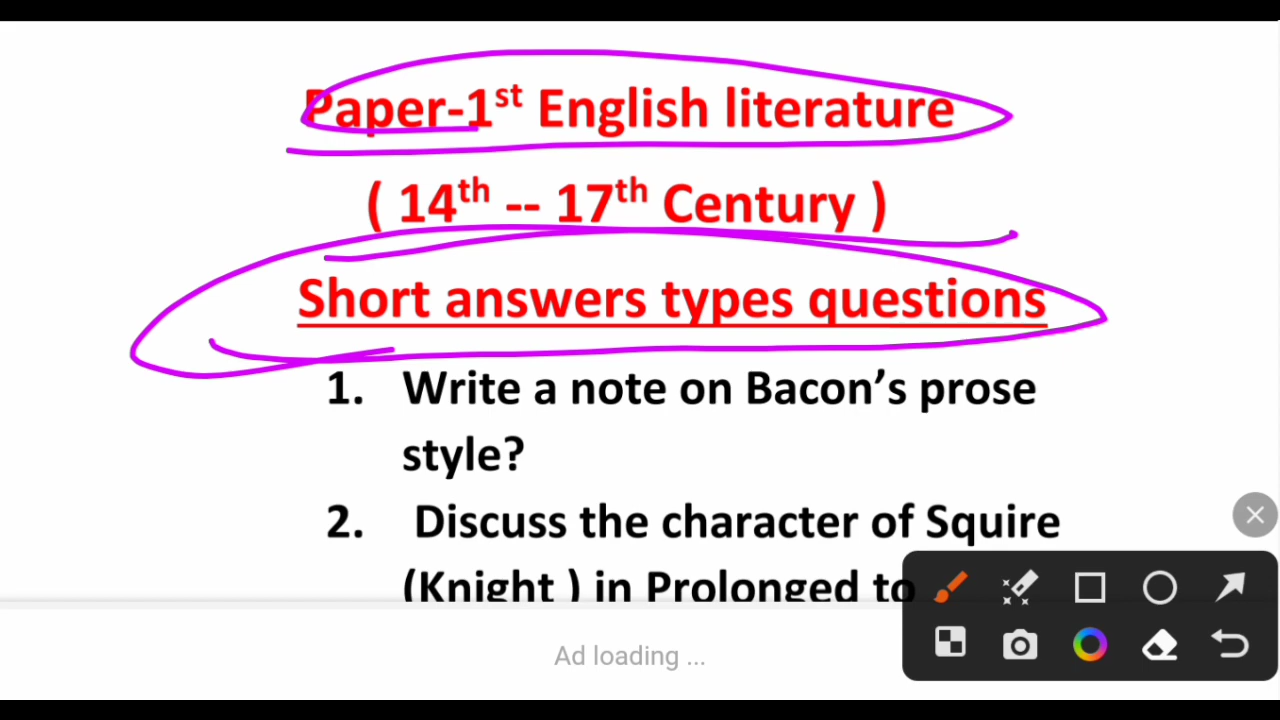 Paper-1st English literature
( 14th -- 17th Century )
Short answers types questions
1. Write a note on Bacon’s prose
style?
2. Discuss the character of Squire
(Knight ) in Prolonged to
Ad loading ...